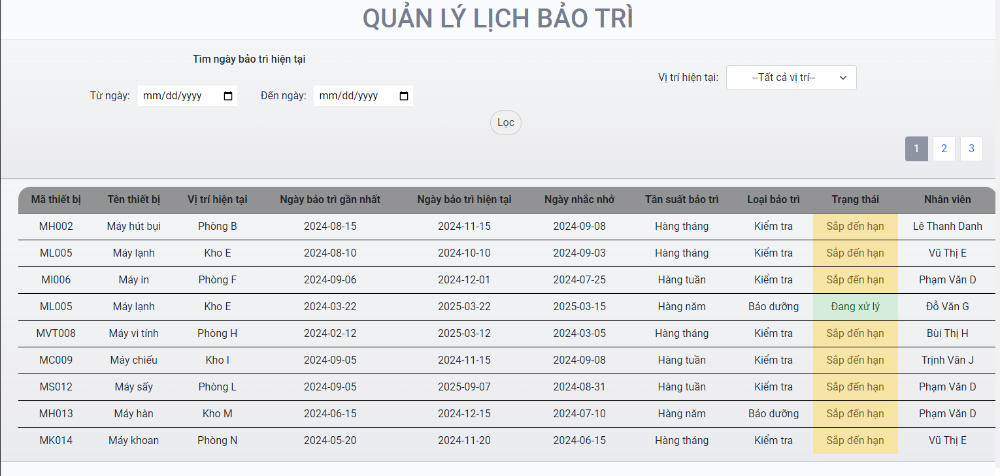 QUẢN LÝ LỊCH BẢO TRÌ
Tìm ngày bảo trì hiện tại
Vị trí hiện tại: --Tất cả vị trí--
Từ ngày: mm/dd/yyyy Đến ngày: mm/dd/yyyy
Lọc
1 2 3
Mã thiết bị Tên thiết bị Vị trí hiện tại Ngày bảo trì gần nhất Ngày bảo trì hiện tại Ngày nhắc nhở Tần suất bảo trì Loại bảo trì Trạng thái Nhân viên
MH002 Máy hút bụi Phòng B 2024-08-15 2024-11-15 2024-09-08 Hàng tháng Kiểm tra Sắp đến hạn Lê Thanh Danh
ML005 Máy lạnh Kho E 2024-08-10 2024-10-10 2024-09-03 Hàng tháng Kiểm tra Sắp đến hạn Vũ Thị E
MI006 Máy in Phòng F 2024-09-06 2024-12-01 2024-07-25 Hàng tuần Kiểm tra Sắp đến hạn Phạm Văn D
ML005 Máy lạnh Kho E 2024-03-22 2025-03-22 2025-03-15 Hàng năm Bảo dưỡng Đang xử lý Đỗ Văn G
MVT008 Máy vi tính Phòng H 2024-02-12 2025-03-12 2024-03-05 Hàng tháng Kiểm tra Sắp đến hạn Bùi Thị H
MC009 Máy chiếu Kho I 2024-09-05 2024-11-15 2024-09-08 Hàng tuần Kiểm tra Sắp đến hạn Trịnh Văn J
MS012 Máy sấy Phòng L 2024-09-05 2025-09-07 2024-08-31 Hàng tuần Kiểm tra Sắp đến hạn Phạm Văn D
MH013 Máy hàn Kho M 2024-06-15 2024-12-15 2024-07-10 Hàng năm Bảo dưỡng Sắp đến hạn Phạm Văn D
MK014 Máy khoan Phòng N 2024-05-20 2024-11-20 2024-06-15 Hàng tháng Kiểm tra Sắp đến hạn Vũ Thị E